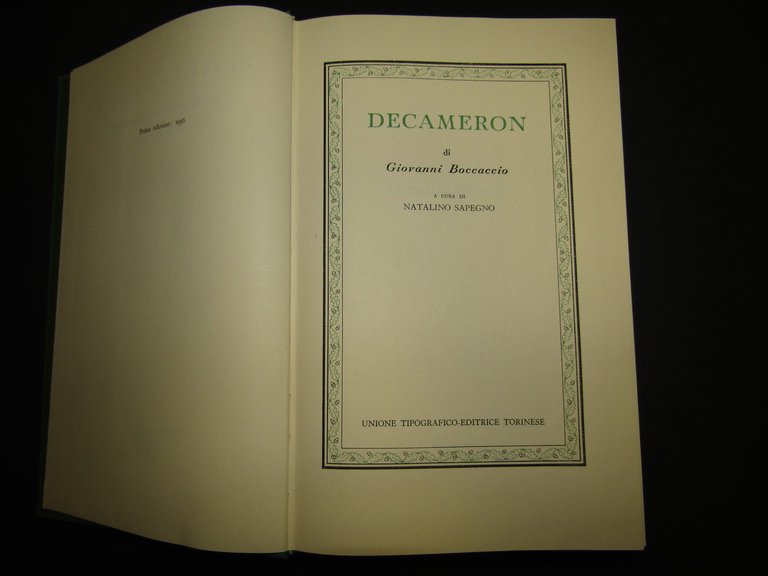 Prima edizione: 1956
DECAMERON
di
Giovanni Boccaccio
A CURA DI
NATALINO SAPEGNO
UNIONE TIPOGRAFICO-EDITRICE TORINESE